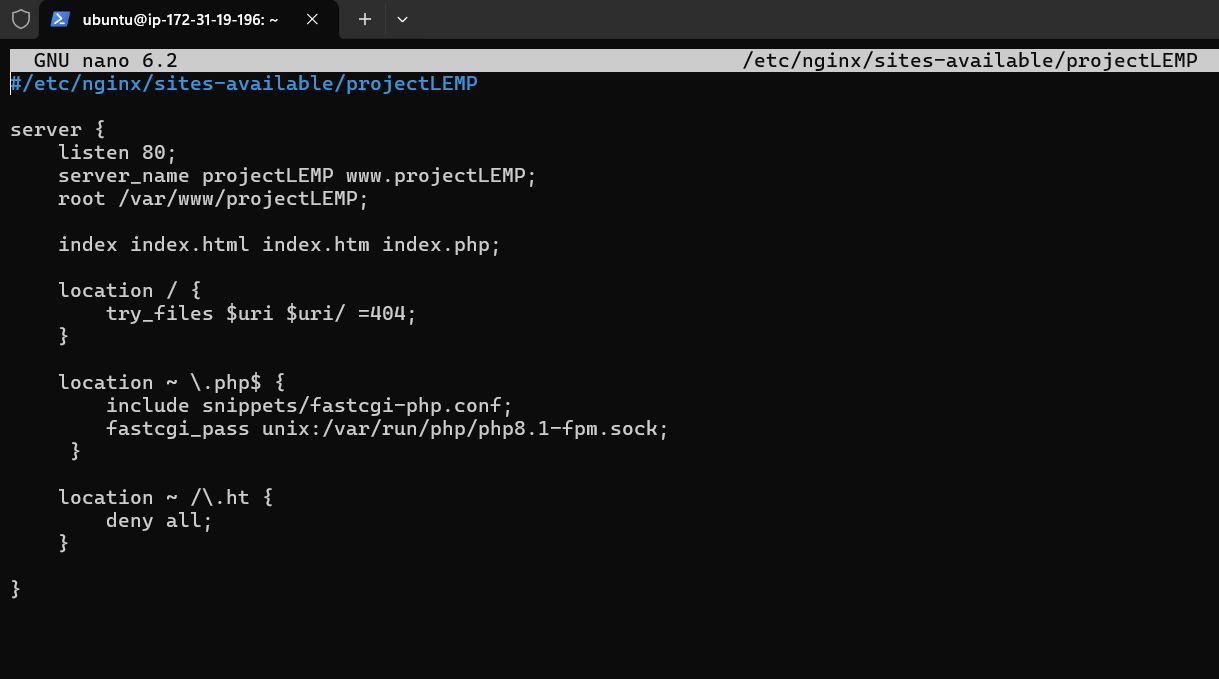 ubuntu@ip-172-31-19-196: ~
GNU nano 6.2 /etc/nginx/sites-available/projectLEMP
#/etc/nginx/sites-available/projectLEMP
server {
    listen 80;
    server_name projectLEMP www.projectLEMP;
    root /var/www/projectLEMP;
    index index.html index.htm index.php;
    location / {
        try_files $uri $uri/ =404;
    }
    location ~ \.php$ {
        include snippets/fastcgi-php.conf;
        fastcgi_pass unix:/var/run/php/php8.1-fpm.sock;
     }
    location ~ /\.ht {
        deny all;
    }
}